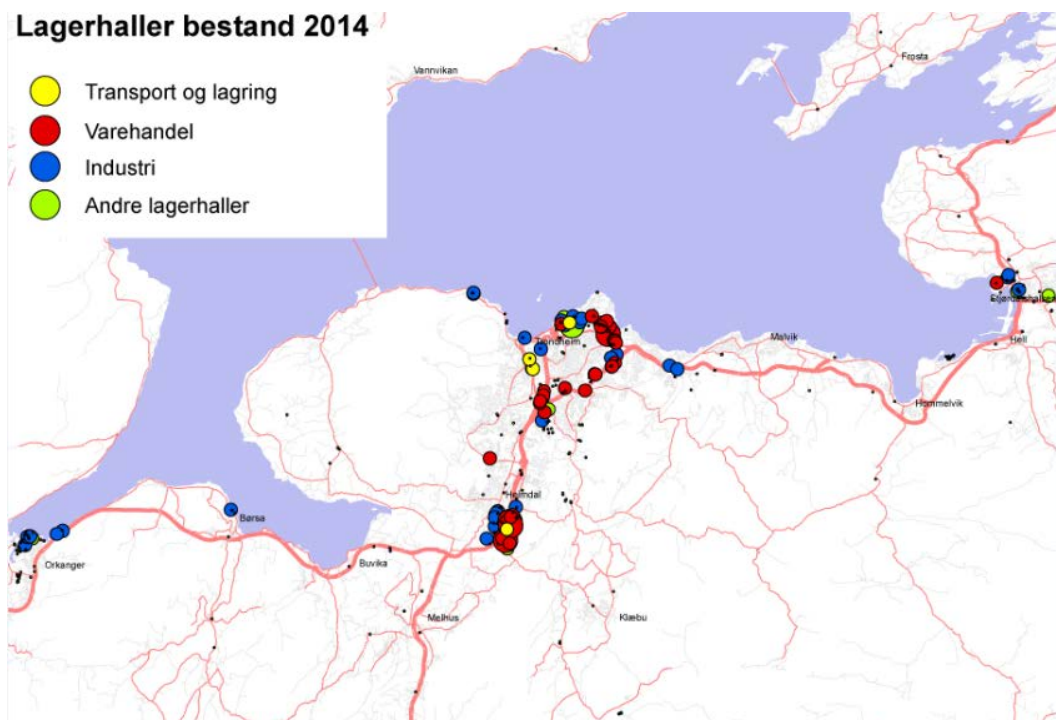 Lagerhaller bestand 2014
Transport og lagring
Varehandel
Industri
Andre lagerhaller
Vannvikan
Frosta
Trondheim
Malvik
Stjørdalshalsen
Hell
Hommelvik
Heimdal
Børsa
Orkanger
Buvika
Melhus
Klæbu